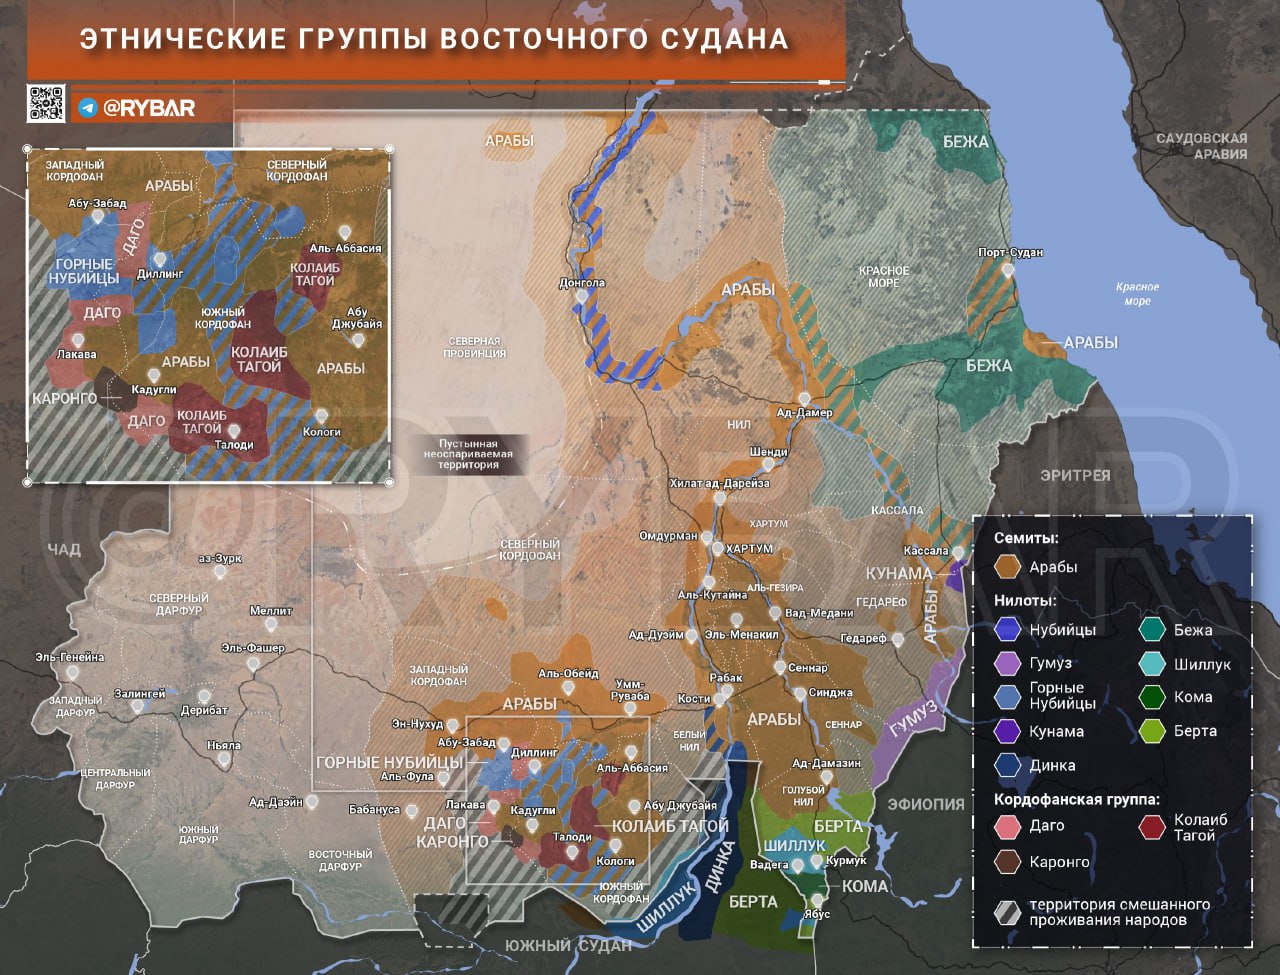 ЭТНИЧЕСКИЕ ГРУППЫ ВОСТОЧНОГО СУДАНА
@RYBAR
ЗАПАДНЫЙ
КОРДОФАН
СЕВЕРНЫЙ
КОРДОФАН
АРАБЫ
Абу-Забад
ДАГО
Аль-Аббасия
ГОРНЫЕ
НУБИЙЦЫ
Диллинг
КОЛАИБ
ТАГОЙ
ДАГО
ЮЖНЫЙ
КОРДОФАН
Абу
Джубайя
Лакава
АРАБЫ
КОЛАИБ
ТАГОЙ
АРАБЫ
КАРОНГО
Кадугли
ДАГО
КОЛАИБ
ТАГОЙ
Талоди
Кологи
АРАБЫ
БЕЖА
САУДОВСКАЯ
АРАВИЯ
Порт-Судан
КРАСНОЕ
МОРЕ
Донгола
АРАБЫ
Красное
море
СЕВЕРНАЯ
ПРОВИНЦИЯ
АРАБЫ
БЕЖА
Ад-Дамер
НИЛ
Пустынная
неоспариваемая
территория
Шенди
ЭРИТРЕЯ
Хилат ад-Дарейза
КАССАЛА
ХАРТУМ
@RYBAR
Омдурман
ХАРТУМ
СЕВЕРНЫЙ
КОРДОФАН
Кассала
ЧАД
аз-Зурк
КУНАМА
АЛЬ-ГЕЗИРА
Аль-Кутайна
СЕВЕРНЫЙ
ДАРФУР
Меллит
ГЕДАРЕФ
АРАБЫ
Вад-Медани
Ад-Дуэйм
Эль-Менакил
Гедареф
Эль-Фашер
Эль-Генейна
ЗАПАДНЫЙ
КОРДОФАН
Аль-Обейд
Сеннар
Рабак
Залингей
Умм-
Руваба
Кости
Синджа
ЗАПАДНЫЙ
ДАРФУР
Дерибат
АРАБЫ
АРАБЫ
СЕННАР
ГУМУЗ
Эн-Нухуд
Ньяла
Абу-Забад
Диллинг
БЕЛЫЙ
НИЛ
ГОРНЫЕ НУБИЙЦЫ
Аль-Фула
Аль-Аббасия
Ад-Дамазин
ЦЕНТРАЛЬНЫЙ
ДАРФУР
ГОЛУБОЙ
НИЛ
Ад-Даэйн
Бабануса
Лакава
Кадугли
Абу Джубайя
ЭФИОПИЯ
ДАГО
КОЛАИБ ТАГОЙ
БЕРТА
ЮЖНЫЙ
ДАРФУР
КАРОНГО
Талоди
ШИЛЛУК
ВОСТОЧНЫЙ
ДАРФУР
Кологи
Вадега
Курмук
ДИНКА
КОМА
ЮЖНЫЙ
КОРДОФАН
ШИЛЛУК
БЕРТА
Ябус
ЮЖНЫЙ СУДАН
Семиты:
Арабы
Нилоты:
Нубийцы
Бежа
Гумуз
Шиллук
Горные
Нубийцы
Кома
Кунама
Берта
Динка
Кордофанская группа:
Даго
Колаиб
Тагой
Каронго
территория смешанного
проживания народов